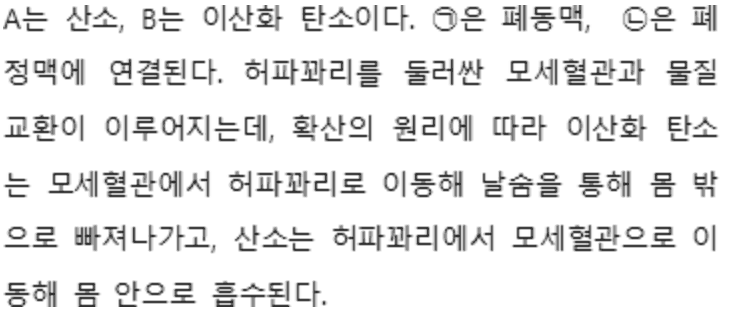 A는 산소, B는 이산화 탄소이다. ㉠은 폐동맥, ㉡은 폐
정맥에 연결된다. 허파꽈리를 둘러싼 모세혈관과 물질
교환이 이루어지는데, 확산의 원리에 따라 이산화 탄소
는 모세혈관에서 허파꽈리로 이동해 날숨을 통해 몸 밖
으로 빠져나가고, 산소는 허파꽈리에서 모세혈관으로 이
동해 몸 안으로 흡수된다.